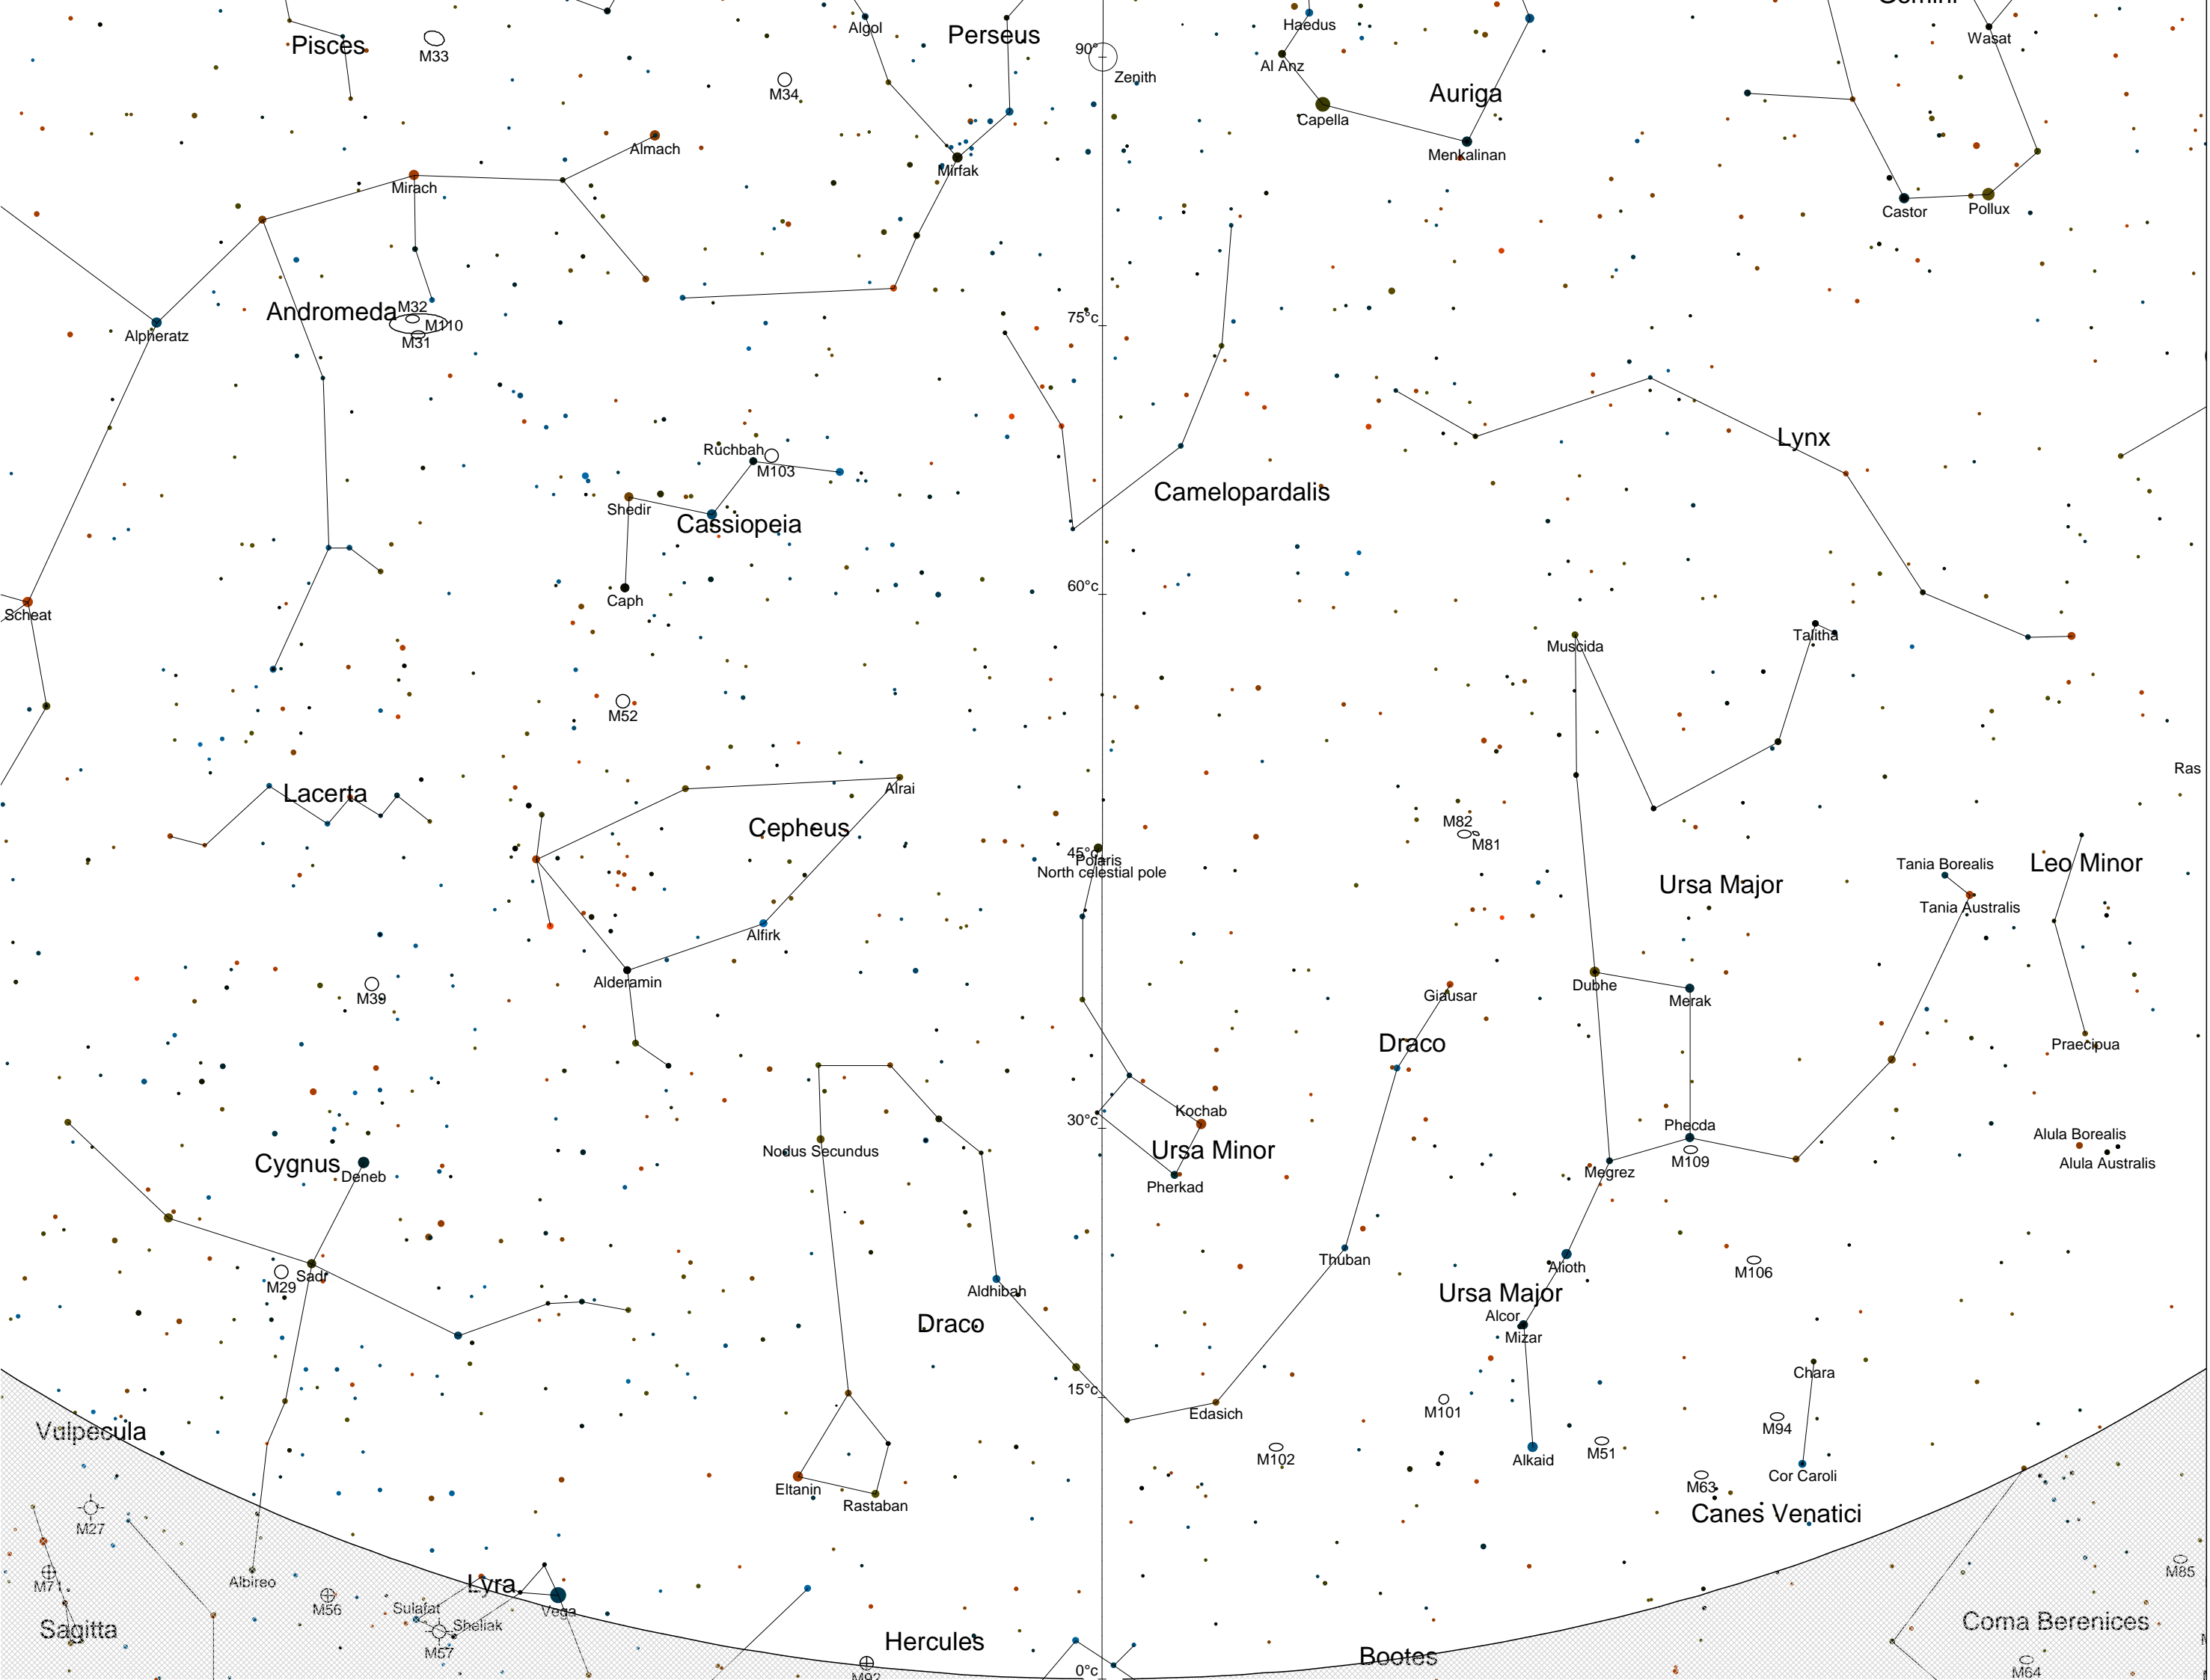 Gemini
Algol
Haedus
Perseus
Wasat
Pisces
90°
M33
Al Anz
Zenith
M34
Auriga
Capella
Almach
Menkalinan
Mirfak
Mirach
Castor
Pollux
M32
Andromeda
75°c
M110
Alpheratz
M31
Lynx
Ruchbah
M103
Camelopardalis
Shedir
Cassiopeia
60°c
Caph
Scheat
Talitha
Muscida
M52
Ras
Alrai
Lacerta
M82
Cepheus
M81
45°c
Polaris
Leo Minor
Tania Borealis
North celestial pole
Ursa Major
Tania Australis
Alfirk
Alderamin
Dubhe
Giausar
M39
Merak
Draco
Praecipua
Kochab
30°c
Phecda
Alula Borealis
Nodus Secundus
Ursa Minor
Cygnus
M109
Alula Australis
Megrez
Deneb
Pherkad
Thuban
Alioth
M106
Sadr
M29
Aldhibah
Ursa Major
Alcor
Draco
Mizar
Chara
15°c
Edasich
M101
Vulpecula
M94
M51
M102
Alkaid
Cor Caroli
Eltanin
M63
Rastaban
Canes Venatici
M27
M85
Albireo
Lyra
M71
M56
Sulafat
Vega
Coma Berenices
Sheliak
Sagitta
Hercules
M57
Bootes
M64
0°c
M92